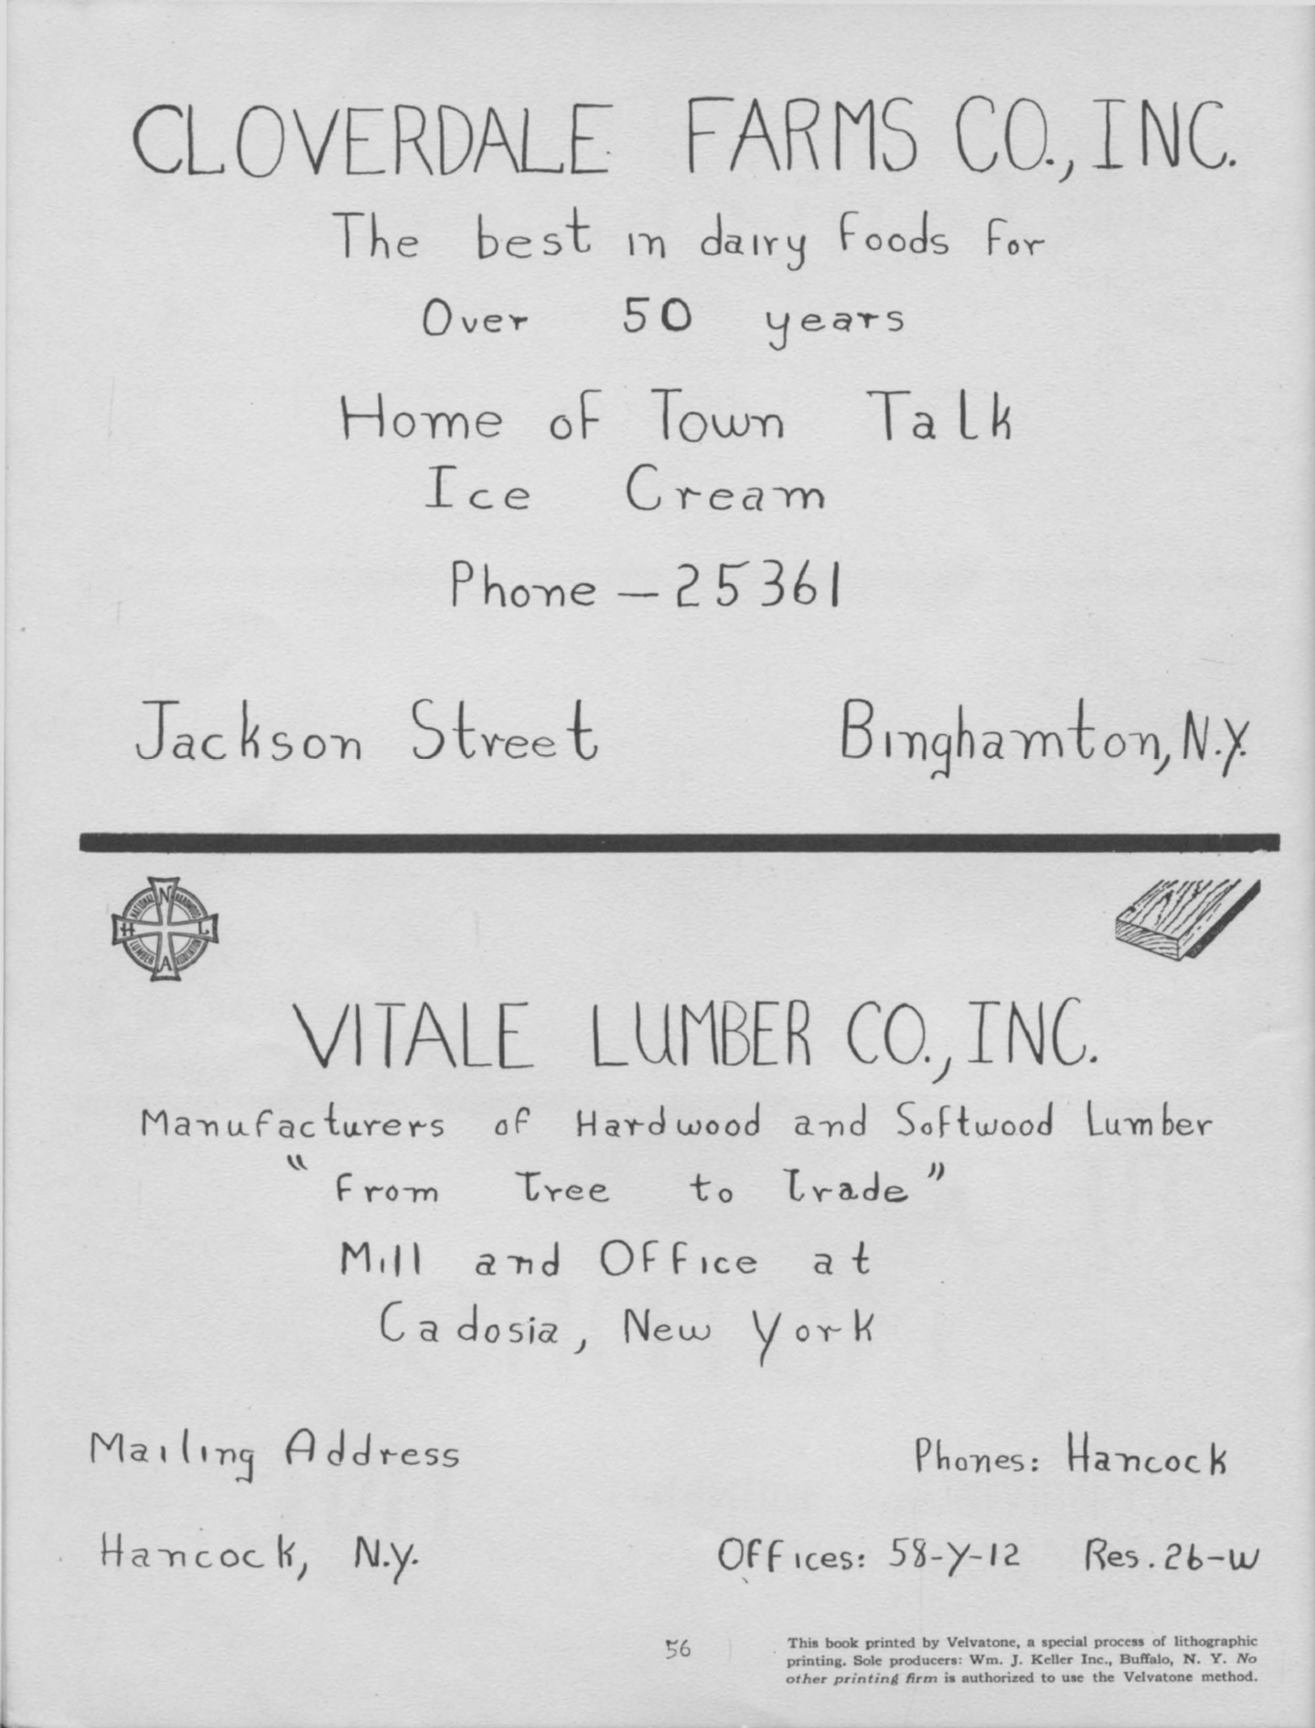 CLOVERDALE FARMS CO., INC.
The best in dairy foods for
Over 50 years
Home of Town Talk
Ice Cream
Phone — 25361
Jackson Street Binghamton, N.Y.
N
NATIONAL HARDWOOD
H L
LUMBER ASSOCIATION
A
VITALE LUMBER CO., INC.
Manufacturers of Hardwood and Softwood Lumber
"From Tree to Trade"
Mill and Office at
Cadosia, New York
Mailing Address Phones: Hancock
Hancock, N.Y. Offices: 58-Y-12 Res. 26-W
56
This book printed by Velvatone, a special process of lithographic
printing. Sole producers: Wm. J. Keller Inc., Buffalo, N. Y. No
other printing firm is authorized to use the Velvatone method.